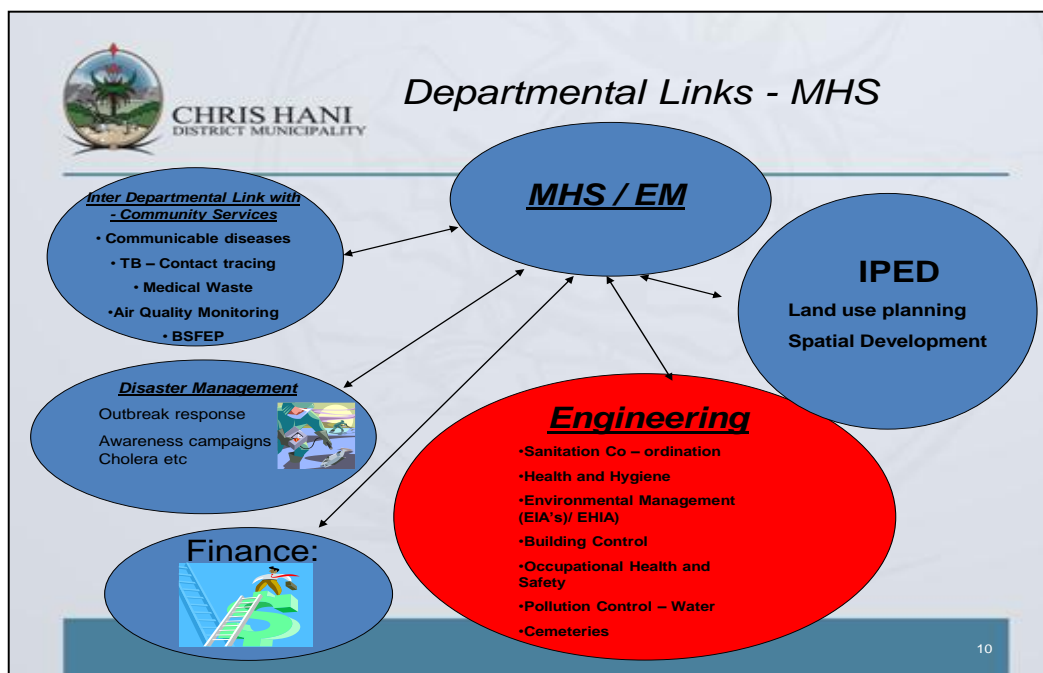 CHRIS HANI
DISTRICT MUNICIPALITY
Departmental Links - MHS
MHS / EM
Inter Departmental Link with
- Community Services
• Communicable diseases
• TB – Contact tracing
• Medical Waste
•Air Quality Monitoring
• BSFEP
IPED
Land use planning
Spatial Development
Disaster Management
Outbreak response
Awareness campaigns
Cholera etc
Engineering
•Sanitation Co – ordination
•Health and Hygiene
•Environmental Management
(EIA's)/ EHIA)
•Building Control
•Occupational Health and
Safety
•Pollution Control – Water
•Cemeteries
Finance:
10